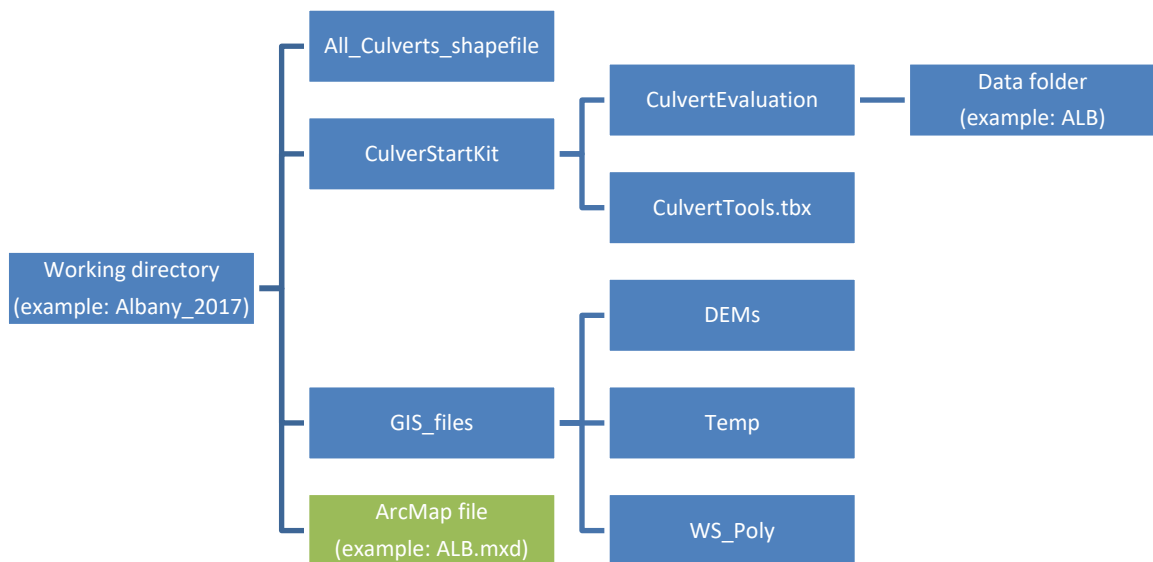 All_Culverts_shapefile
CulvertEvaluation
Data folder
(example: ALB)
CulverStartKit
CulvertTools.tbx
Working directory
(example: Albany_2017)
DEMs
GIS_files
Temp
ArcMap file
(example: ALB.mxd)
WS_Poly